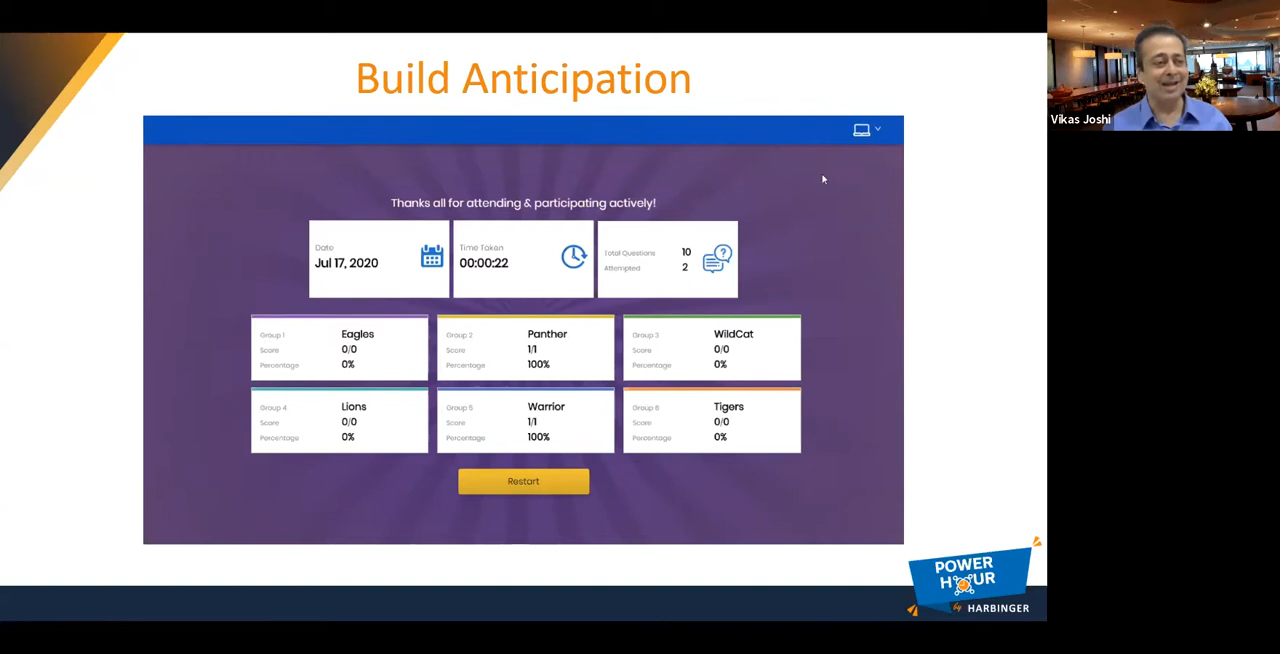 Build Anticipation
Vikas Joshi
Thanks all for attending & participating actively!
Date
Jul 17, 2020
Time Taken
00:00:22
Total Questions 10
Attempted 2
Group 1 Eagles
Score 0/0
Percentage 0%
Group 2 Panther
Score 1/1
Percentage 100%
Group 3 WildCat
Score 0/0
Percentage 0%
Group 4 Lions
Score 0/0
Percentage 0%
Group 5 Warrior
Score 1/1
Percentage 100%
Group 6 Tigers
Score 0/0
Percentage 0%
Restart
POWER
HOUR
by HARBINGER